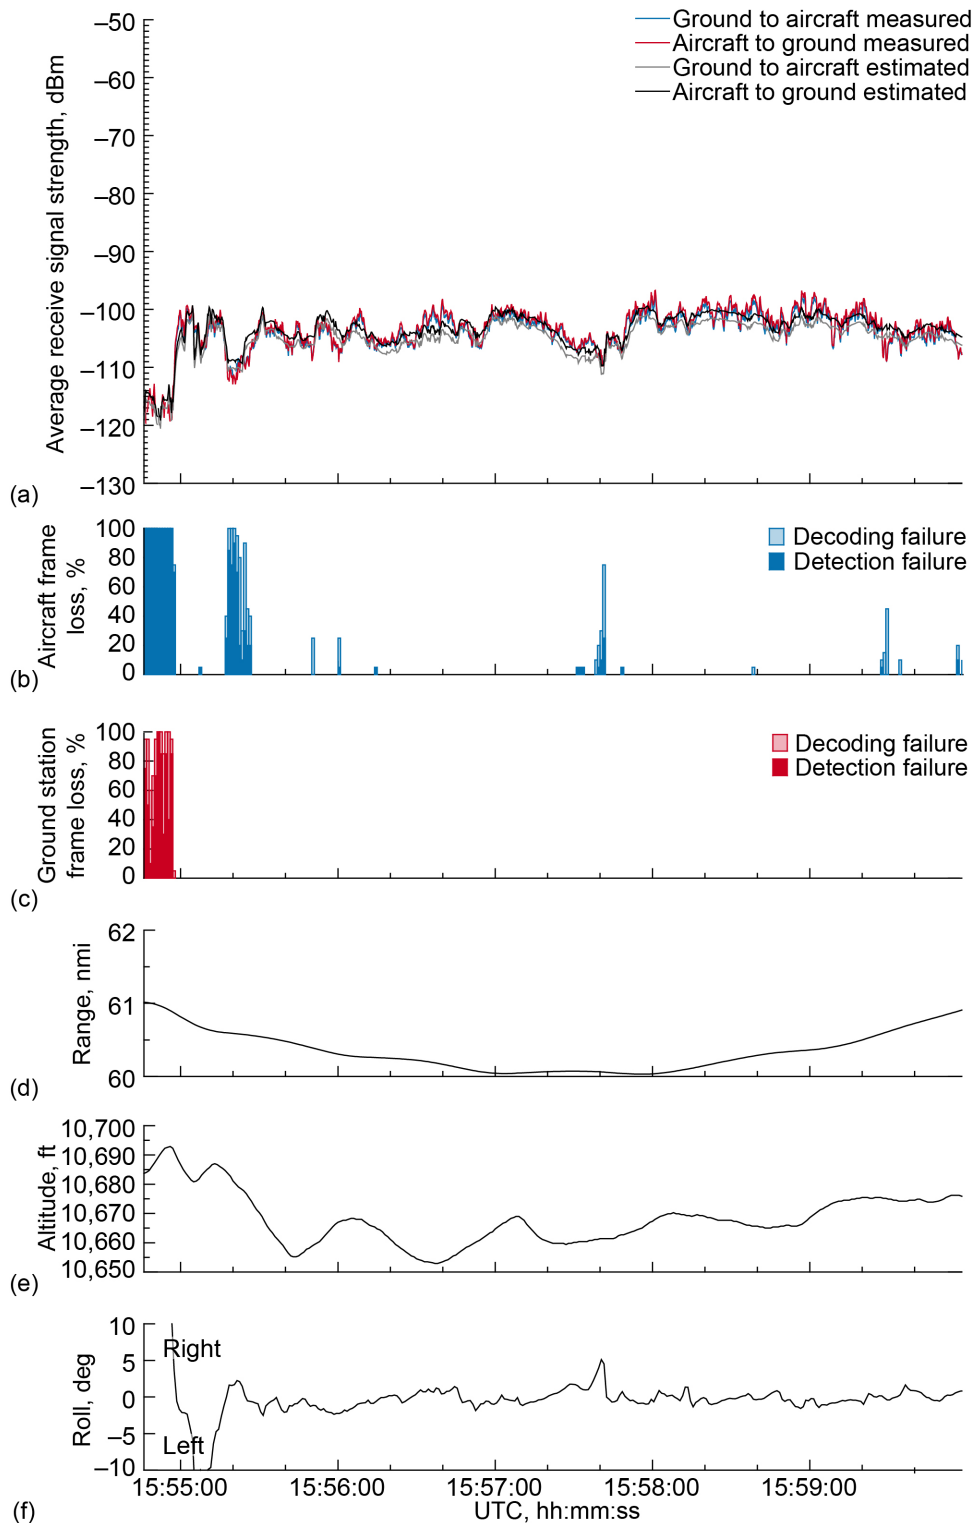 Ground to aircraft measured
Aircraft to ground measured
Ground to aircraft estimated
Aircraft to ground estimated
Average receive signal strength, dBm
–50
–60
–70
–80
–90
–100
–110
–120
–130
(a)
Aircraft frame
loss, %
100
80
60
40
20
0
Decoding failure
Detection failure
(b)
Ground station
frame loss, %
100
80
60
40
20
0
Decoding failure
Detection failure
(c)
Range, nmi
62
61
60
(d)
Altitude, ft
10,700
10,690
10,680
10,670
10,660
10,650
(e)
Roll, deg
10
5
0
–5
–10
Right
Left
15:55:00
15:56:00
15:57:00
15:58:00
15:59:00
UTC, hh:mm:ss
(f)